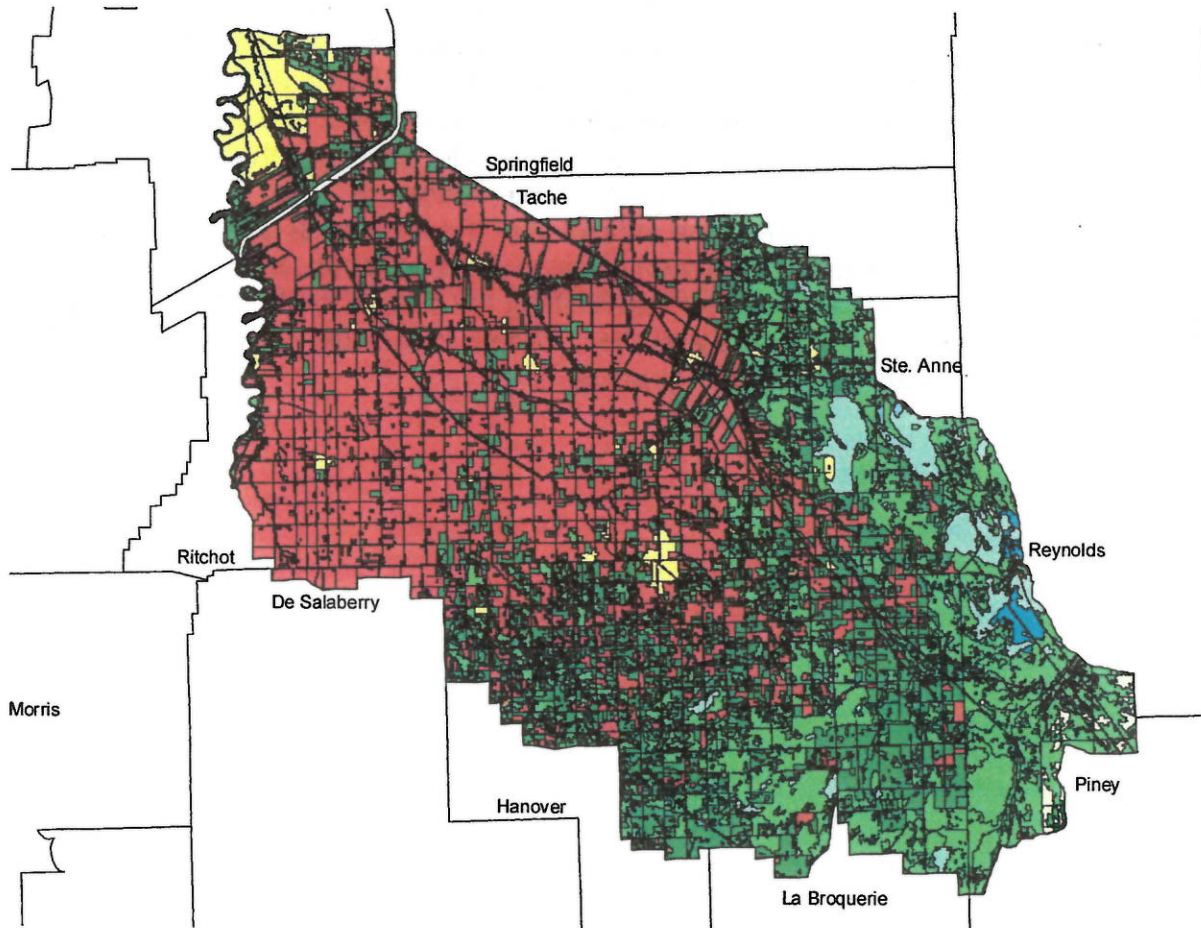 Springfield
Tache
Ste. Anne
Ritchot
Reynolds
De Salaberry
Morris
Piney
Hanover
La Broquerie